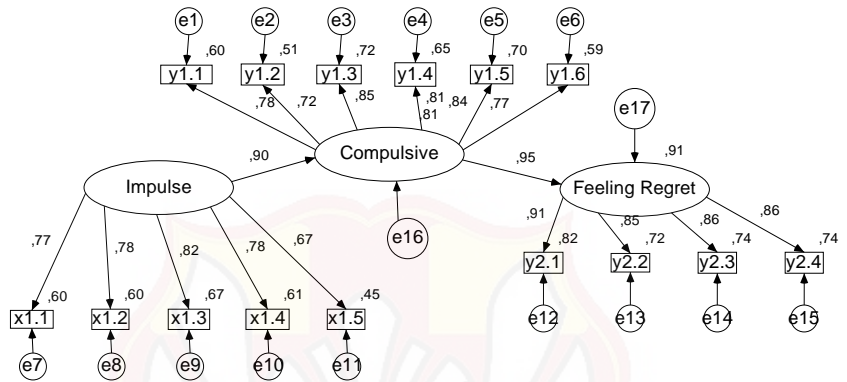 e1 e2 e3 e4 e5 e6
,60 ,51 ,72 ,65 ,70 ,59
y1.1 y1.2 y1.3 y1.4 y1.5 y1.6
,78 ,72 ,85 ,81 ,84 ,77
,81
e17
Compulsive
,90 ,95 ,91
Impulse
Feeling Regret
e16
,77 ,78 ,82 ,78 ,67
,91 ,85 ,86 ,86
,82 ,72 ,74 ,74
y2.1 y2.2 y2.3 y2.4
e12 e13 e14 e15
,60 ,60 ,67 ,61 ,45
x1.1 x1.2 x1.3 x1.4 x1.5
e7 e8 e9 e10 e11